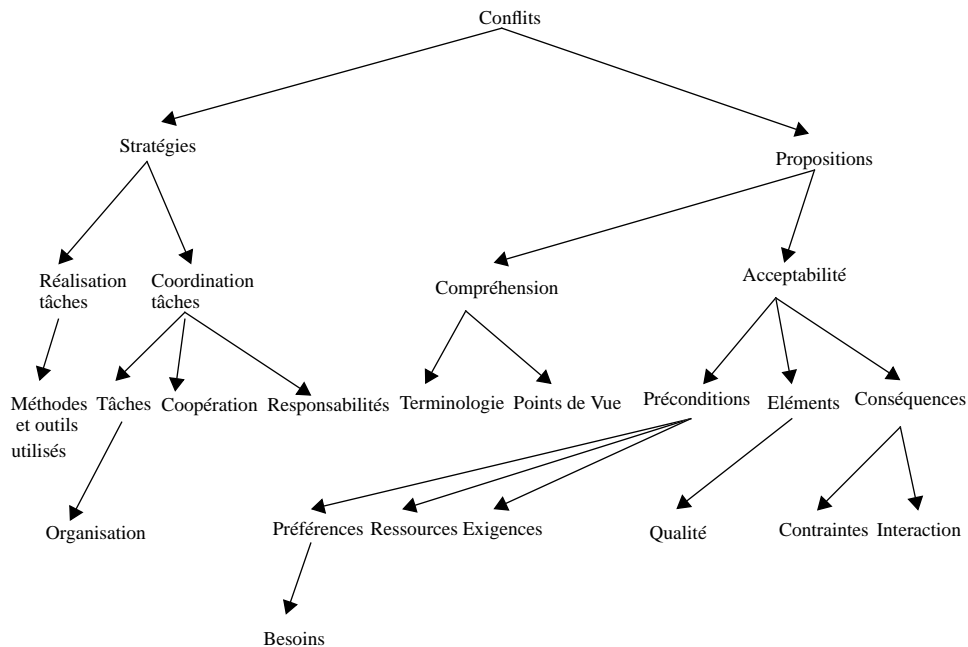 Conflits
Stratégies
Propositions
Réalisation
tâches
Coordination
tâches
Compréhension
Acceptabilité
Méthodes
et outils
utilisés
Tâches
Coopération
Responsabilités
Terminologie
Points de Vue
Préconditions
Eléments
Conséquences
Organisation
Préférences
Ressources
Exigences
Qualité
Contraintes
Interaction
Besoins